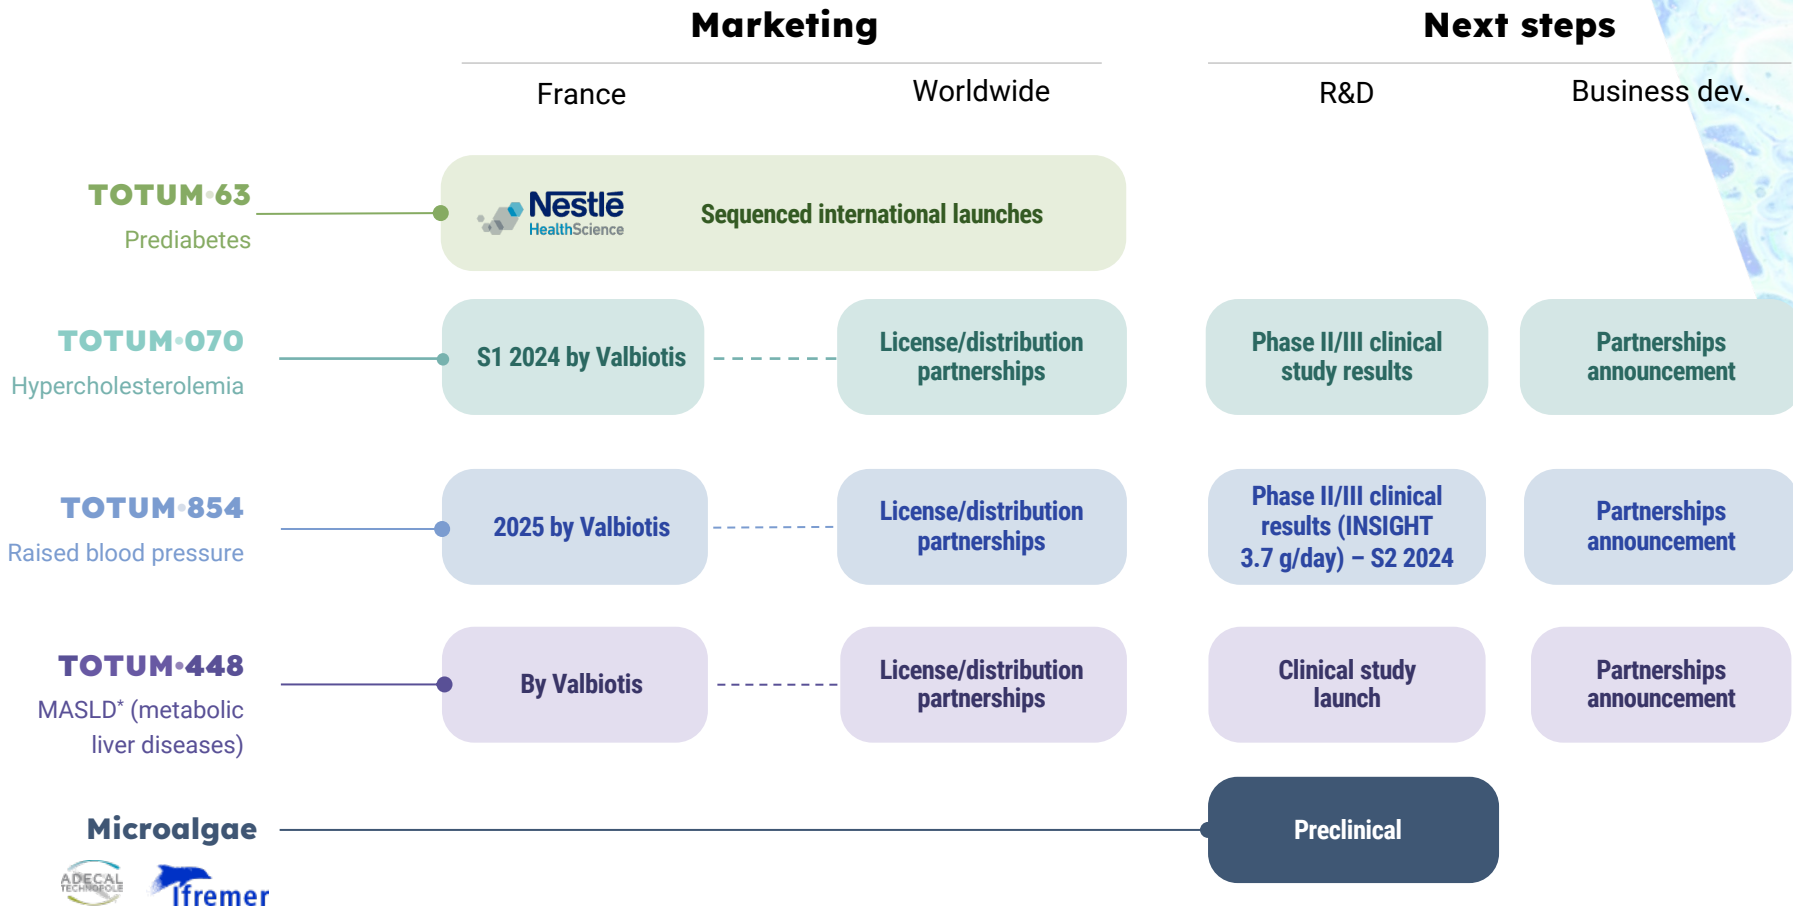 Marketing
Next steps
France
Worldwide
R&D
Business dev.
TOTUM•63
Prediabetes
Nestlé
HealthScience
Sequenced international launches
TOTUM•070
Hypercholesterolemia
S1 2024 by Valbiotis
License/distribution
partnerships
Phase II/III clinical
study results
Partnerships
announcement
TOTUM•854
Raised blood pressure
2025 by Valbiotis
License/distribution
partnerships
Phase II/III clinical
results (INSIGHT
3.7 g/day) – S2 2024
Partnerships
announcement
TOTUM•448
MASLD* (metabolic
liver diseases)
By Valbiotis
License/distribution
partnerships
Clinical study
launch
Partnerships
announcement
Microalgae
Preclinical
ADECAL
TECHNOPOLE
Ifremer